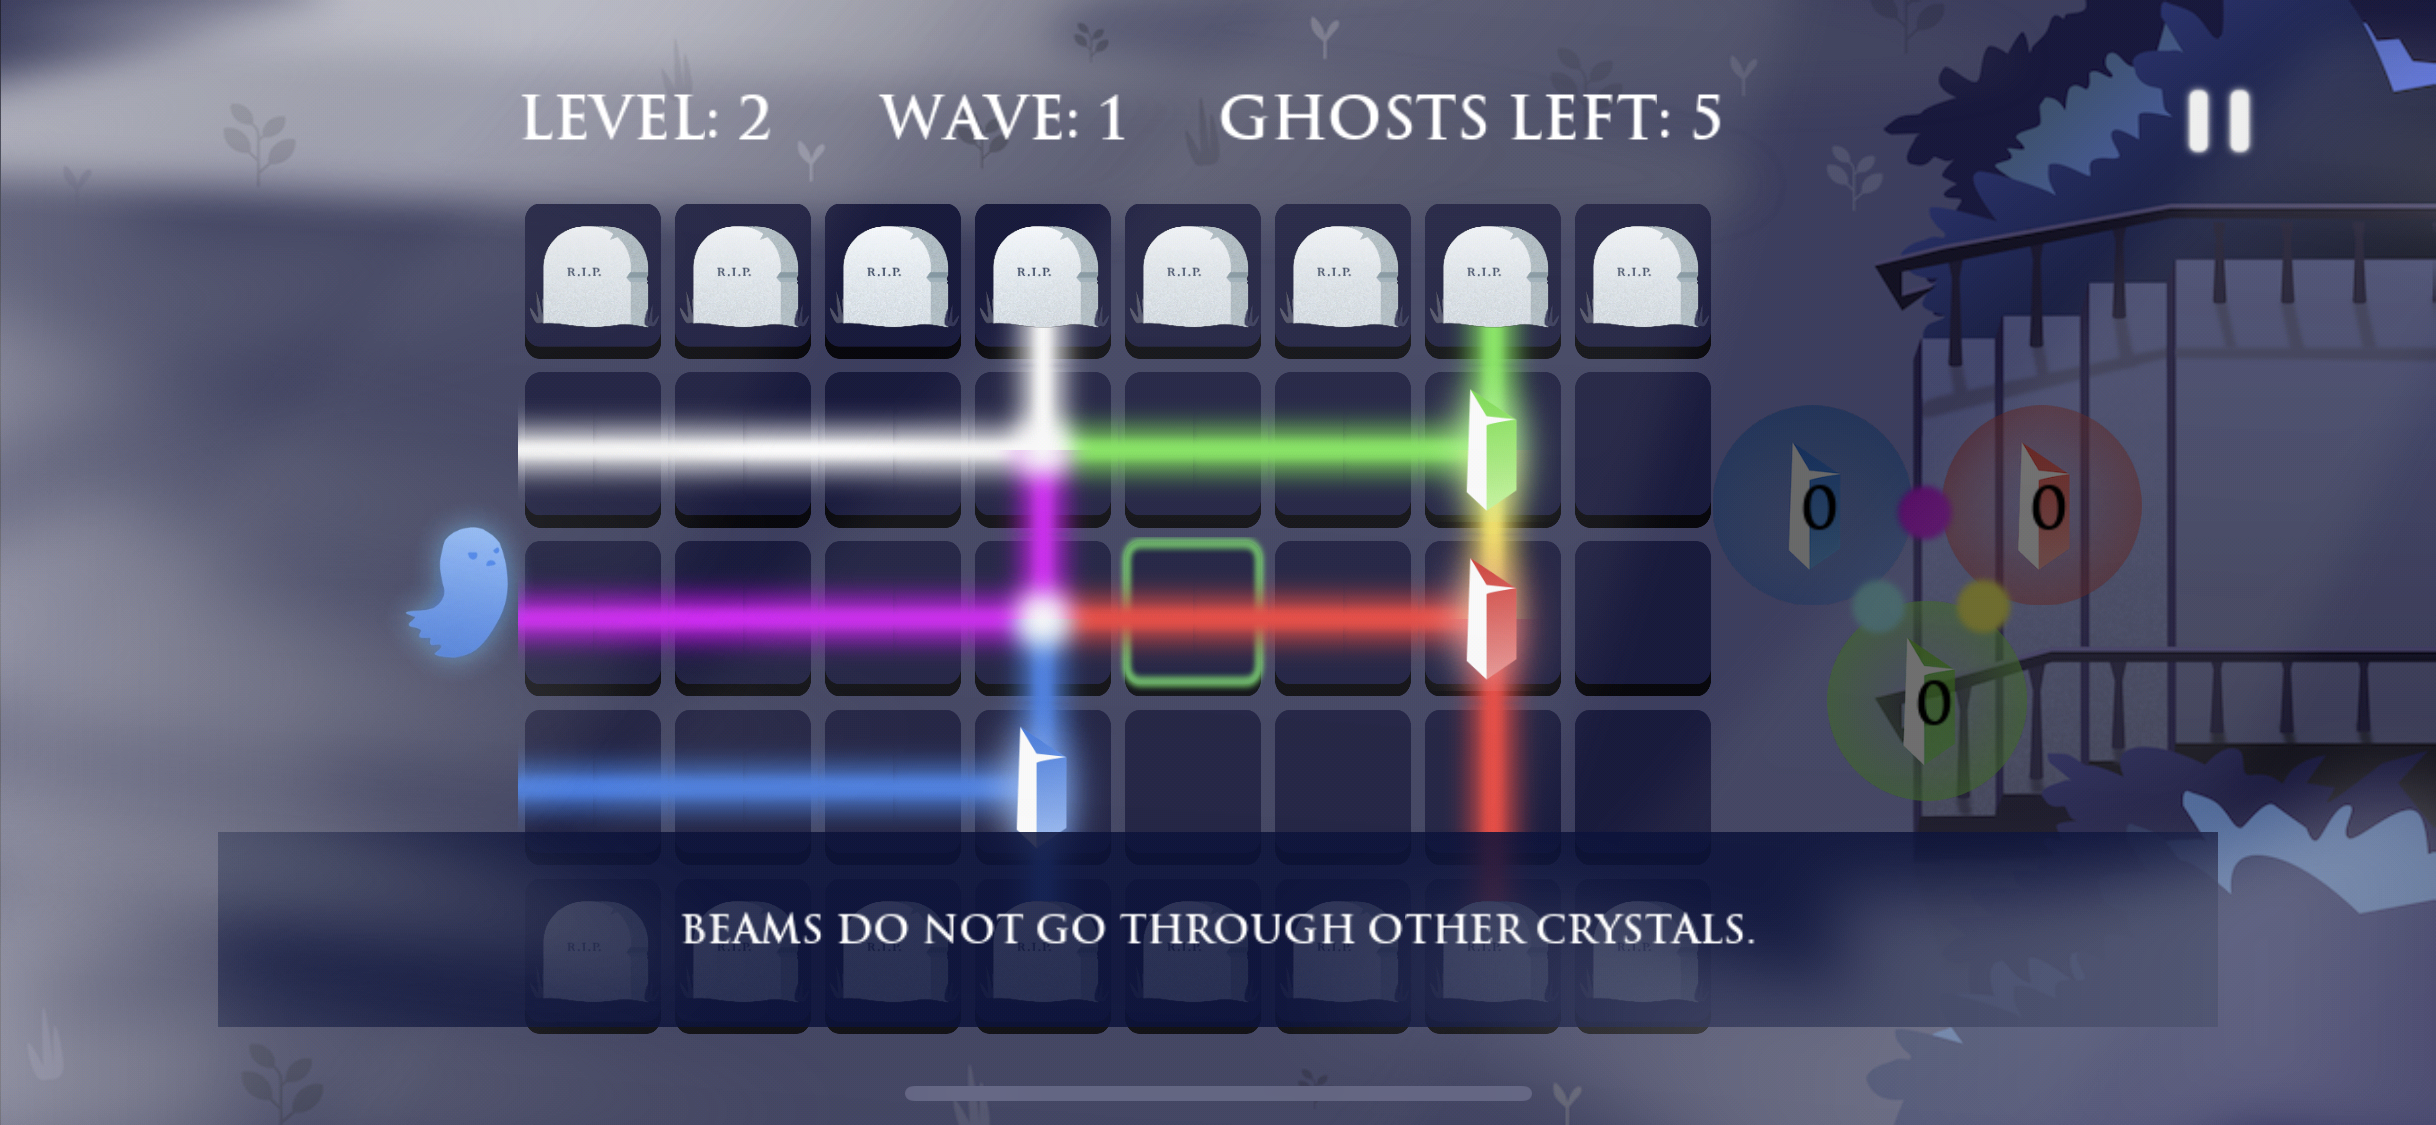 LEVEL: 2 WAVE: 1 GHOSTS LEFT: 5
R.I.P. R.I.P. R.I.P. R.I.P. R.I.P. R.I.P. R.I.P. R.I.P.
0 0
0
BEAMS DO NOT GO THROUGH OTHER CRYSTALS.
R.I.P. R.I.P. R.I.P. R.I.P. R.I.P. R.I.P. R.I.P. R.I.P.